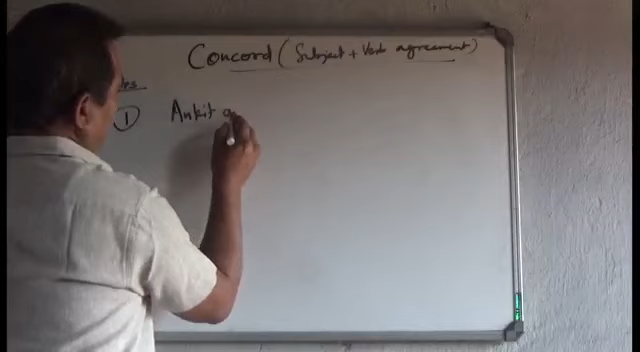 Concord (Subject + Verb agreement)
① Ankit a